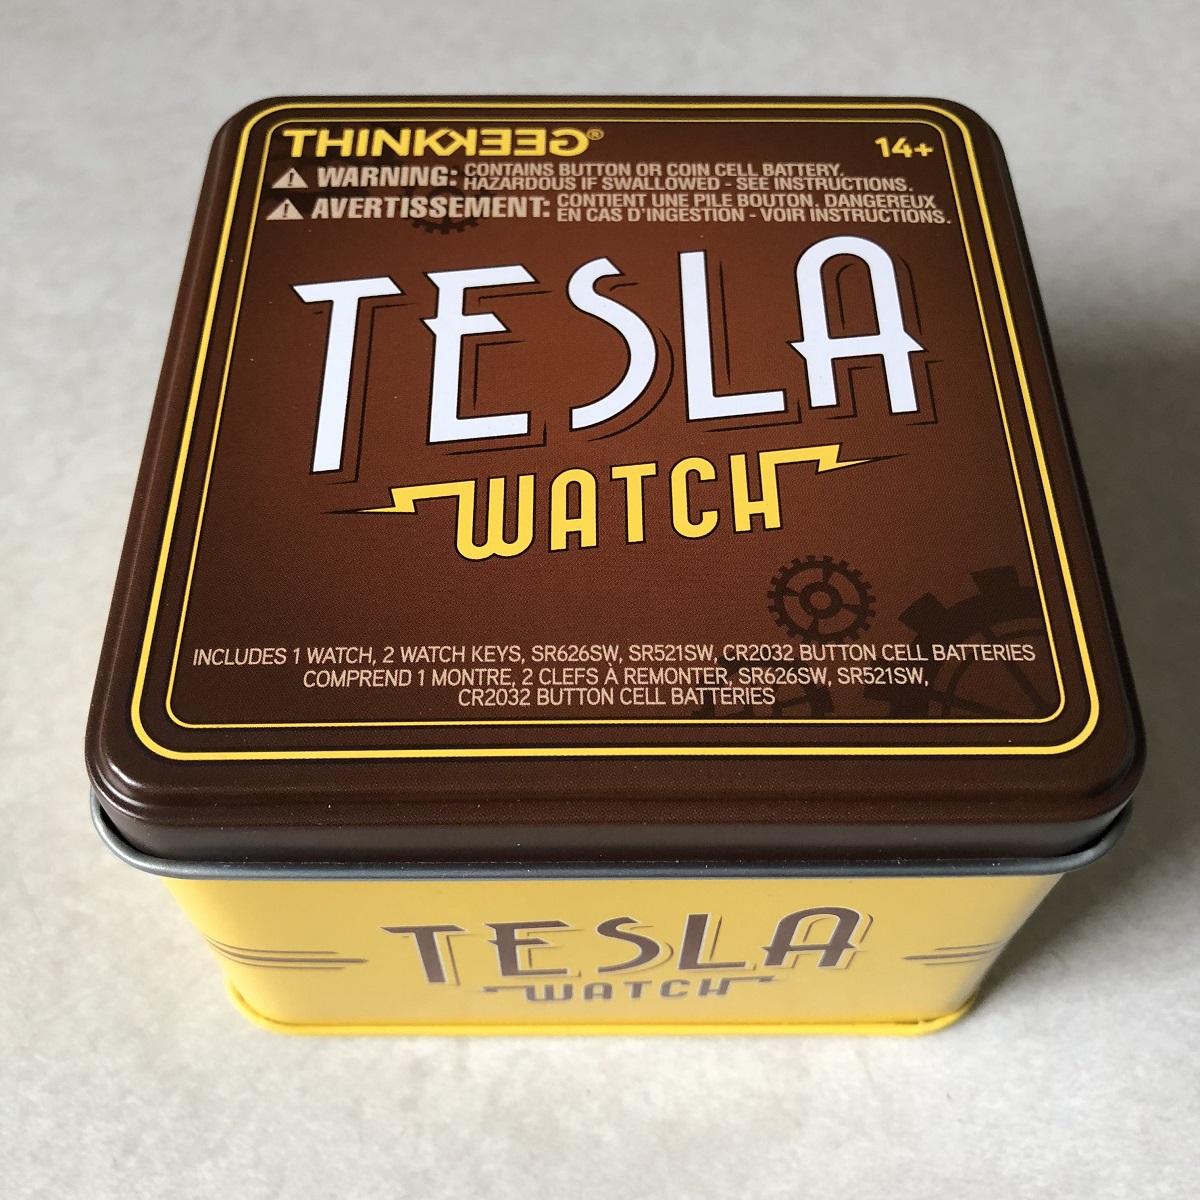 THINKGEEK®
14+
WARNING: CONTAINS BUTTON OR COIN CELL BATTERY.
HAZARDOUS IF SWALLOWED - SEE INSTRUCTIONS.
AVERTISSEMENT: CONTIENT UNE PILE BOUTON. DANGEREUX
EN CAS D'INGESTION - VOIR INSTRUCTIONS.
TESLA
WATCH
INCLUDES 1 WATCH, 2 WATCH KEYS, SR626SW, SR521SW, CR2032 BUTTON CELL BATTERIES
COMPREND 1 MONTRE, 2 CLEFS À REMONTER, SR626SW, SR521SW,
CR2032 BUTTON CELL BATTERIES
TESLA
WATCH